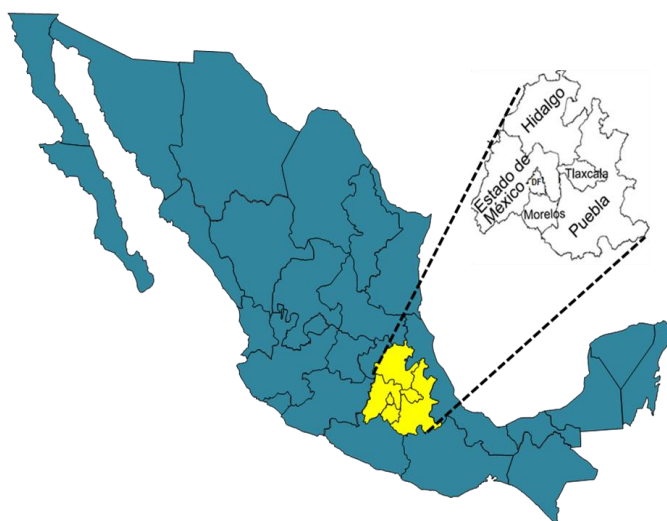 Hidalgo
Estado de
México
DF
Tlaxcala
Morelos
Puebla